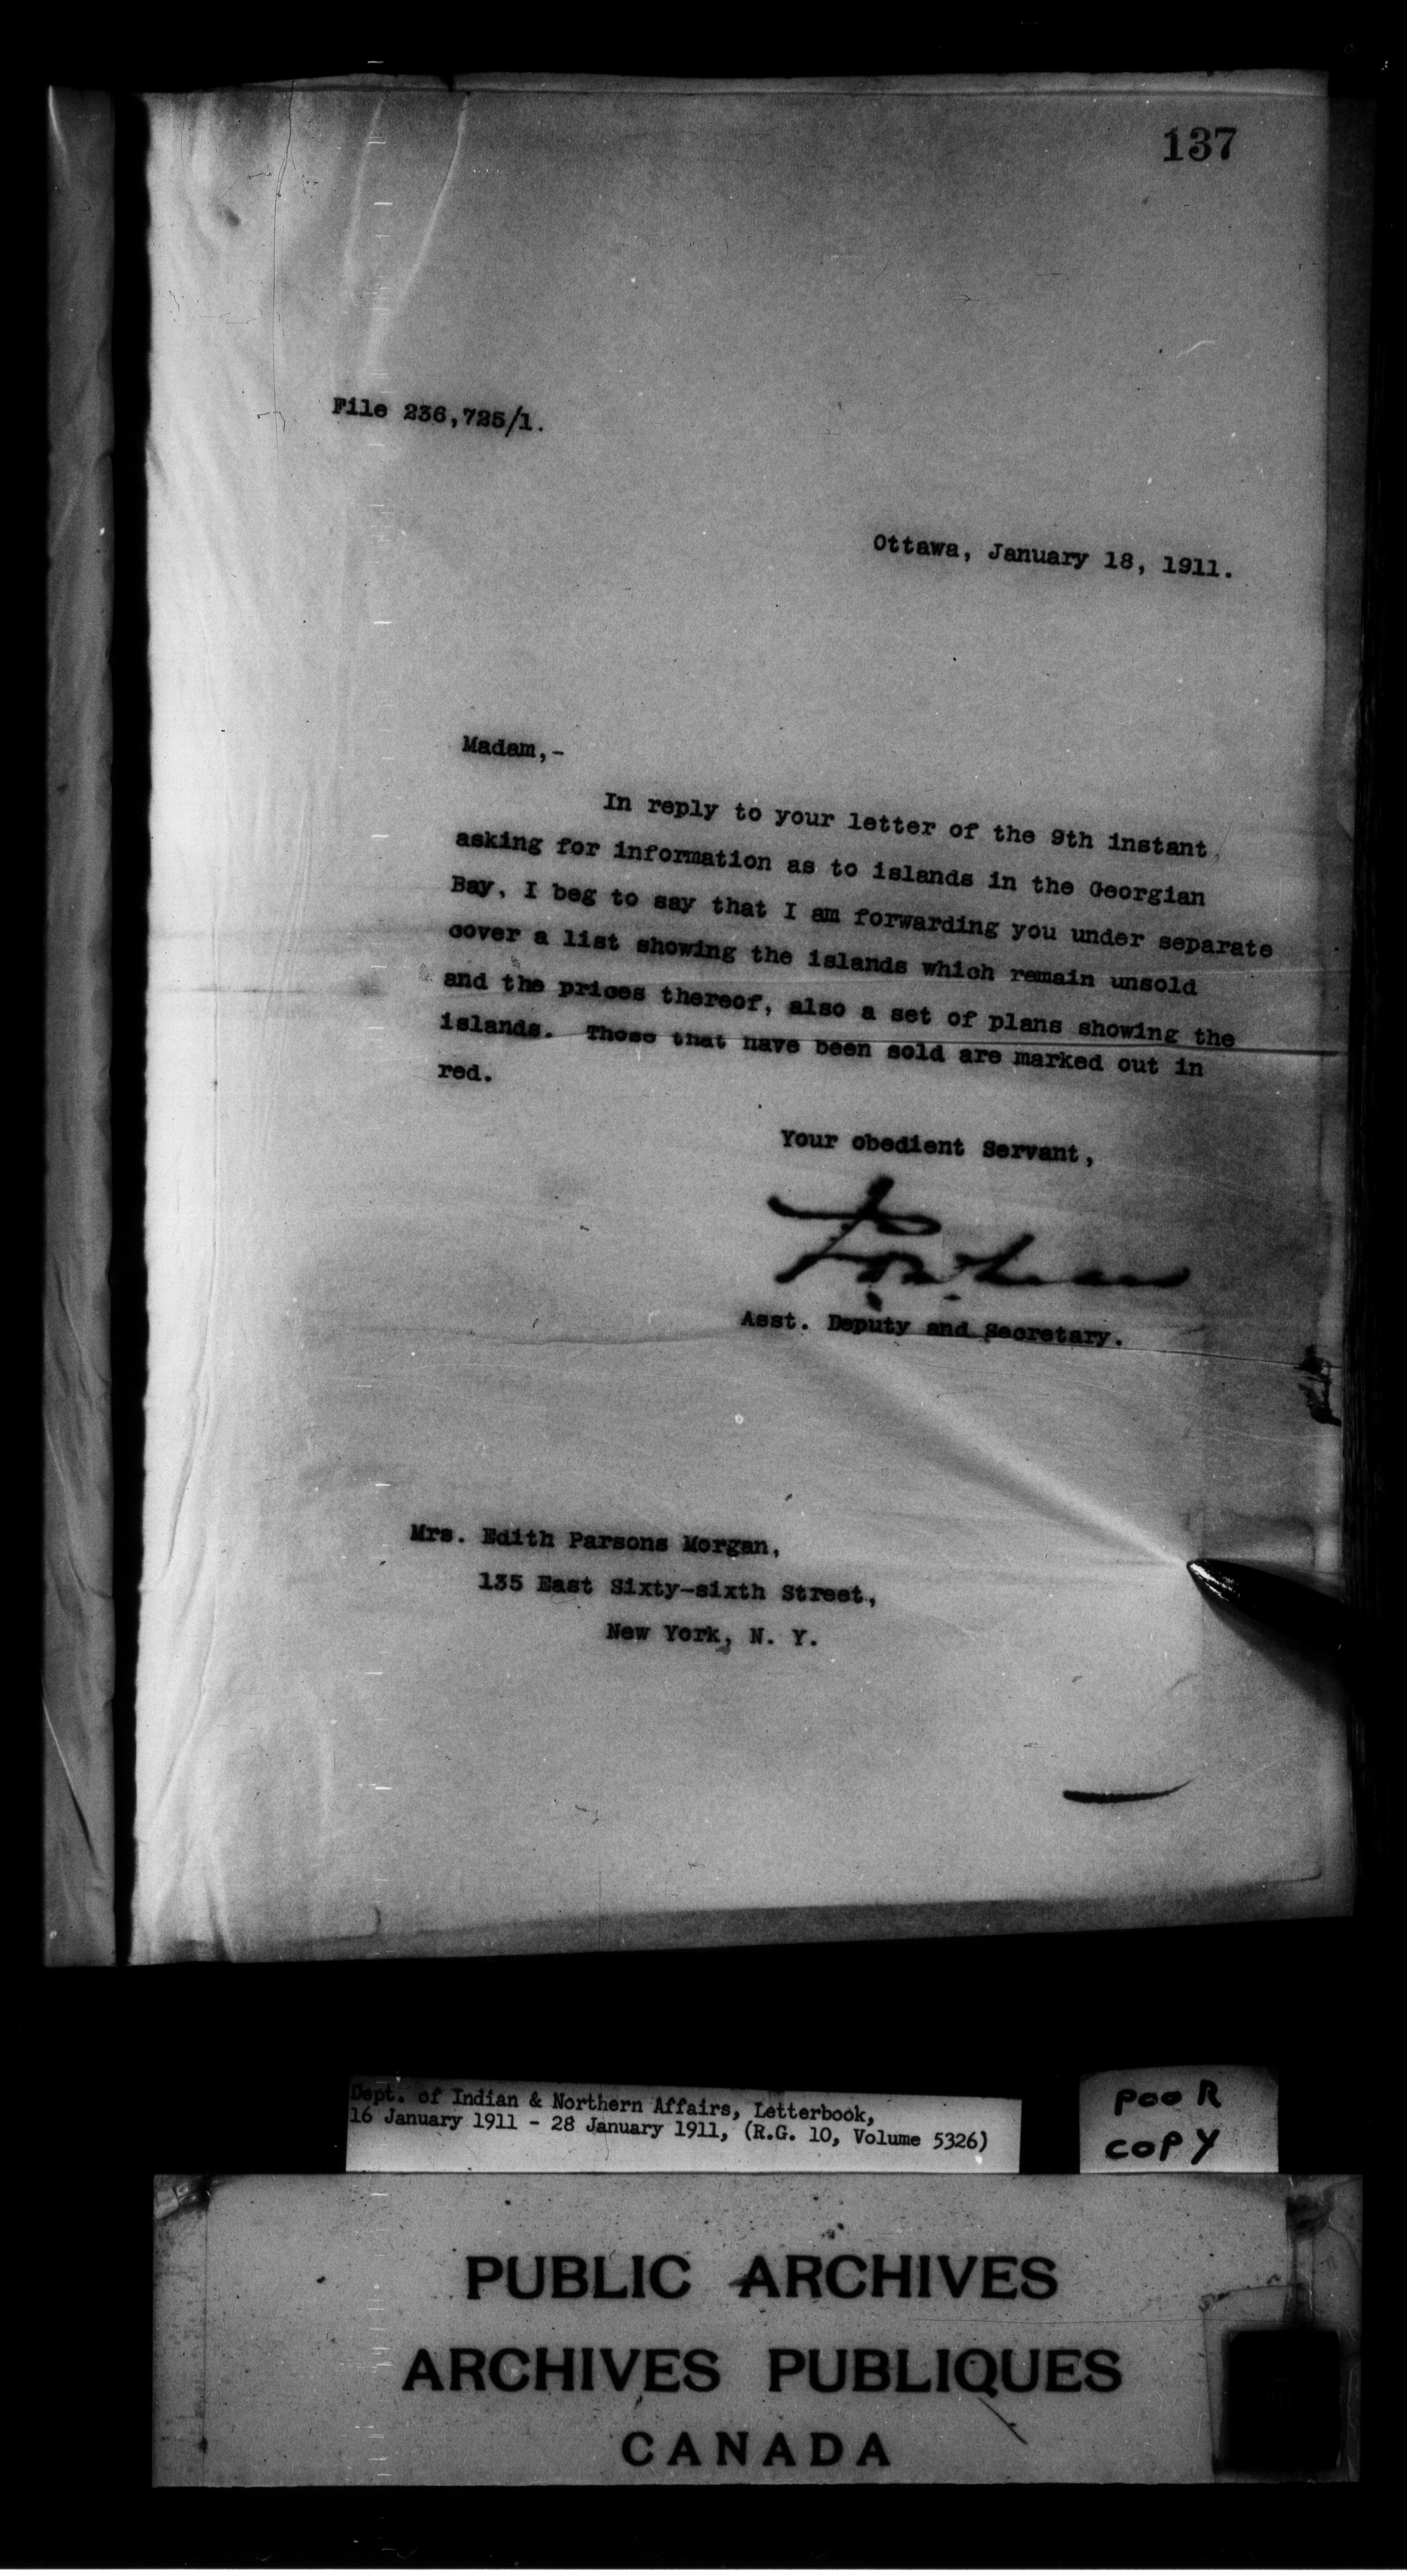 137
File 236,725/1.
Ottawa, January 18, 1911.
Madam,-
In reply to your letter of the 9th instant,
asking for information as to islands in the Georgian
Bay, I beg to say that I am forwarding you under separate
cover a list showing the islands which remain unsold
and the prices thereof, also a set of plans showing the
islands. Those that have been sold are marked out in
red.
Your obedient Servant,
Asst. Deputy and Secretary.
Mrs. Edith Parsons Morgan,
135 East Sixty-sixth Street,
New York, N. Y.
Dept. of Indian & Northern Affairs, Letterbook,
16 January 1911 - 28 January 1911, (R.G. 10, Volume 5326)
POOR
COPY
PUBLIC ARCHIVES
ARCHIVES PUBLIQUES
CANADA